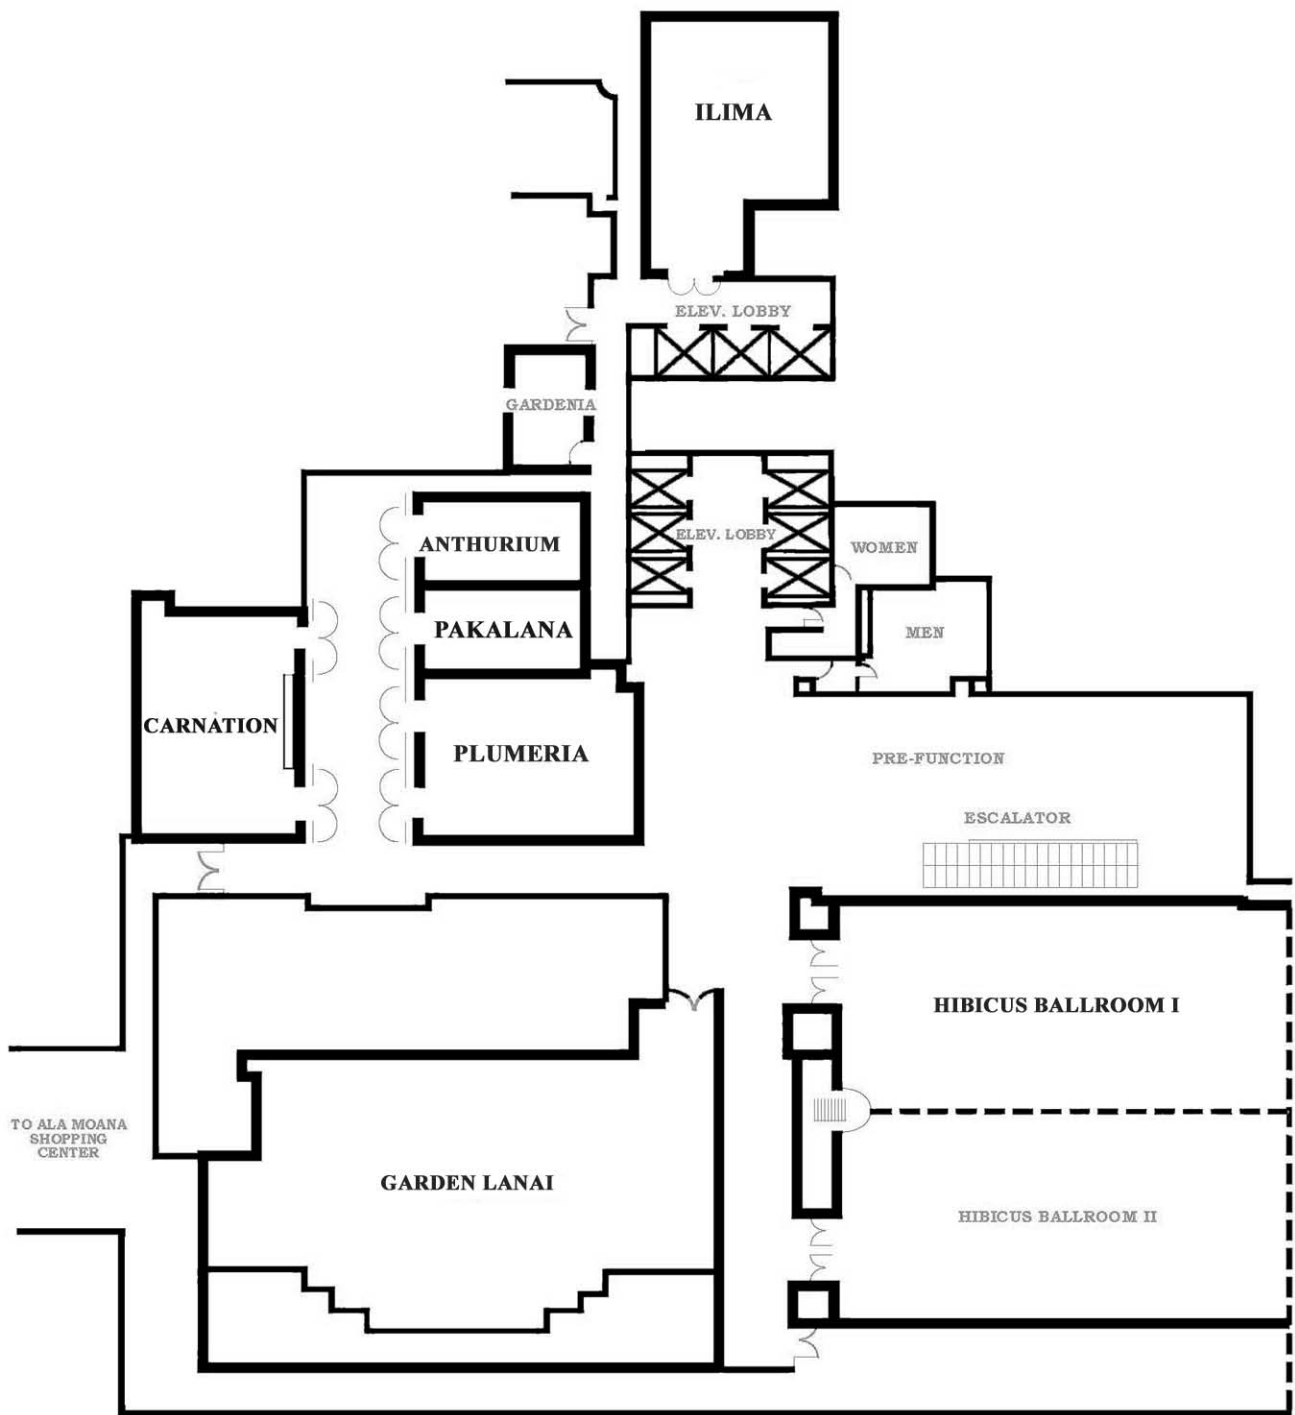 ILIMA
ELEV. LOBBY
GARDENIA
ANTHURIUM
ELEV. LOBBY
WOMEN
PAKALANA
MEN
CARNATION
PLUMERIA
PRE-FUNCTION
ESCALATOR
HIBICUS BALLROOM I
TO ALA MOANA
SHOPPING
CENTER
GARDEN LANAI
HIBICUS BALLROOM II